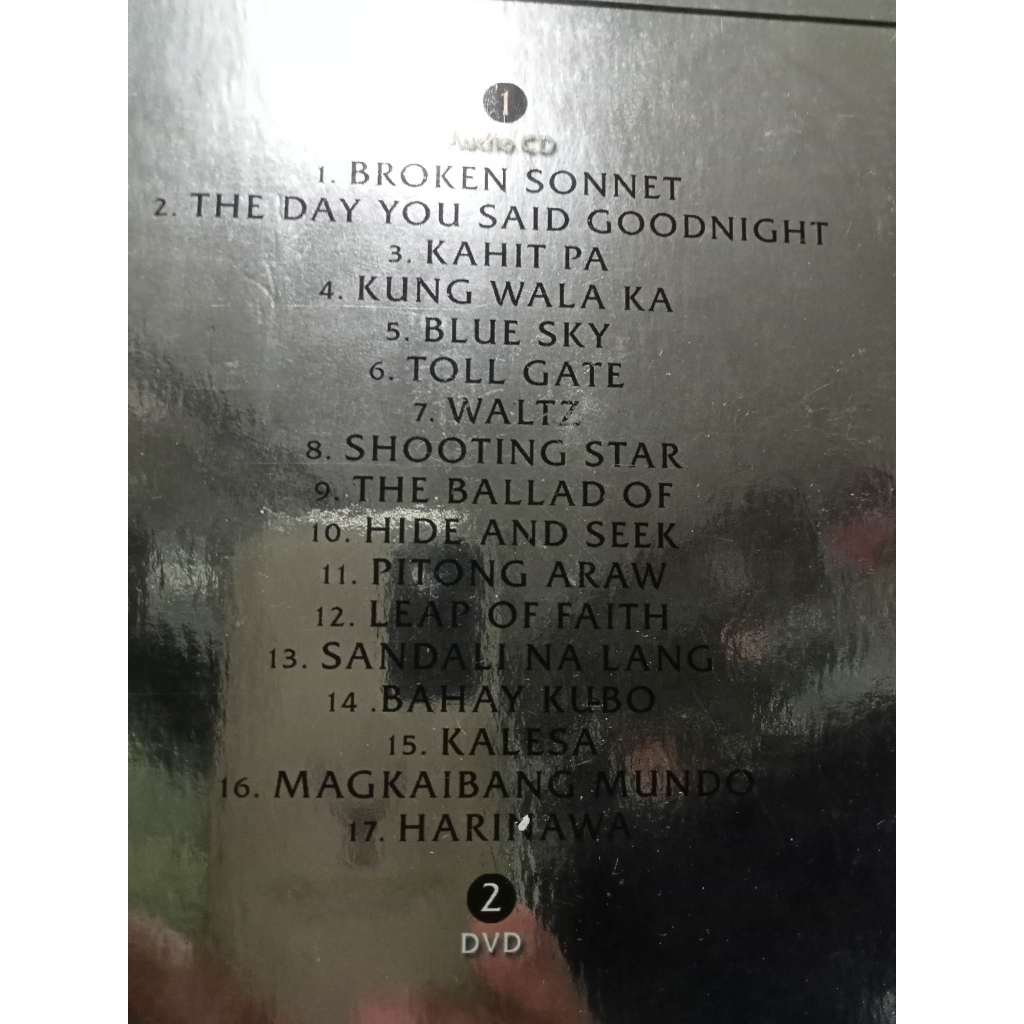 1
Audio CD
1. BROKEN SONNET
2. THE DAY YOU SAID GOODNIGHT
3. KAHIT PA
4. KUNG WALA KA
5. BLUE SKY
6. TOLL GATE
7. WALTZ
8. SHOOTING STAR
9. THE BALLAD OF
10. HIDE AND SEEK
11. PITONG ARAW
12. LEAP OF FAITH
13. SANDALI NA LANG
14 .BAHAY KUBO
15. KALESA
16. MAGKAIBANG MUNDO
17. HARINAWA
2
DVD